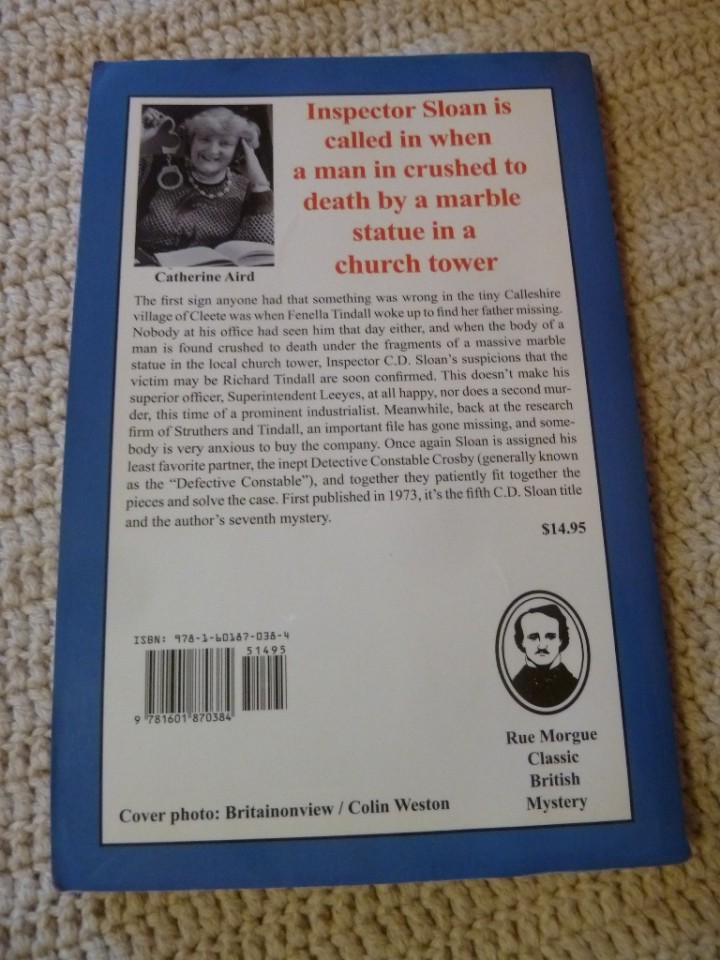 Inspector Sloan is
called in when
a man in crushed to
death by a marble
statue in a
church tower
Catherine Aird
The first sign anyone had that something was wrong in the tiny Calleshire
village of Cleete was when Fenella Tindall woke up to find her father missing.
Nobody at his office had seen him that day either, and when the body of a
man is found crushed to death under the fragments of a massive marble
statue in the local church tower, Inspector C.D. Sloan's suspicions that the
victim may be Richard Tindall are soon confirmed. This doesn't make his
superior officer, Superintendent Leeyes, at all happy, nor does a second mur-
der, this time of a prominent industrialist. Meanwhile, back at the research
firm of Struthers and Tindall, an important file has gone missing, and some-
body is very anxious to buy the company. Once again Sloan is assigned his
least favorite partner, the inept Detective Constable Crosby (generally known
as the “Defective Constable”), and together they patiently fit together the
pieces and solve the case. First published in 1973, it's the fifth C.D. Sloan title
and the author's seventh mystery.
$14.95
ISBN: 978-1-60187-038-4
51495
9 781601 870384
Rue Morgue
Classic
British
Mystery
Cover photo: Britainonview / Colin Weston